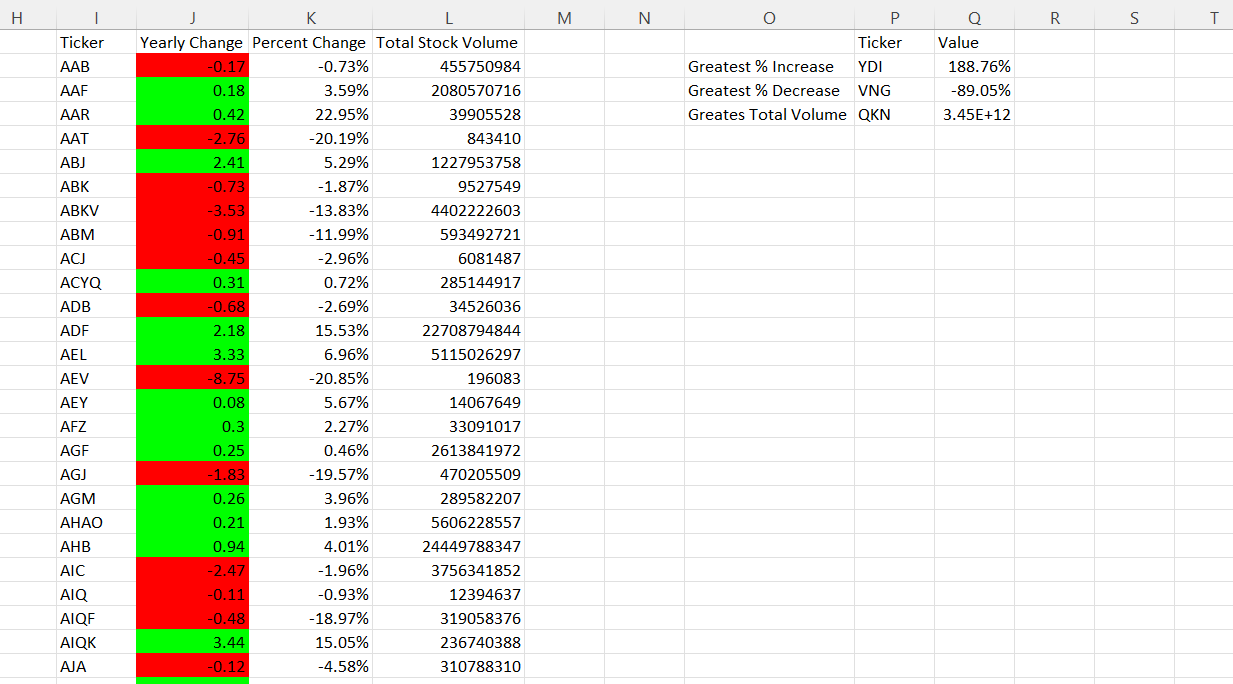 H I J K L M N O P Q R S T
Ticker Yearly Change Percent Change Total Stock Volume Ticker Value
AAB -0.17 -0.73% 455750984 Greatest % Increase YDI 188.76%
AAF 0.18 3.59% 2080570716 Greatest % Decrease VNG -89.05%
AAR 0.42 22.95% 39905528 Greates Total Volume QKN 3.45E+12
AAT -2.76 -20.19% 843410
ABJ 2.41 5.29% 1227953758
ABK -0.73 -1.87% 9527549
ABKV -3.53 -13.83% 4402222603
ABM -0.91 -11.99% 593492721
ACJ -0.45 -2.96% 6081487
ACYQ 0.31 0.72% 285144917
ADB -0.68 -2.69% 34526036
ADF 2.18 15.53% 22708794844
AEL 3.33 6.96% 5115026297
AEV -8.75 -20.85% 196083
AEY 0.08 5.67% 14067649
AFZ 0.3 2.27% 33091017
AGF 0.25 0.46% 2613841972
AGJ -1.83 -19.57% 470205509
AGM 0.26 3.96% 289582207
AHAO 0.21 1.93% 5606228557
AHB 0.94 4.01% 24449788347
AIC -2.47 -1.96% 3756341852
AIQ -0.11 -0.93% 12394637
AIQF -0.48 -18.97% 319058376
AIQK 3.44 15.05% 236740388
AJA -0.12 -4.58% 310788310